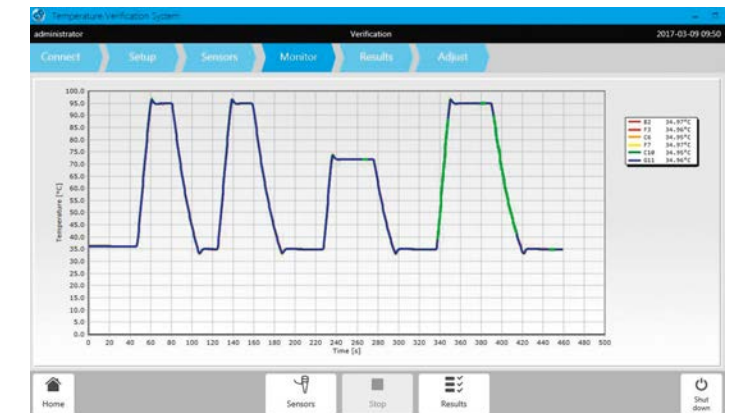 Temperature Verification System
administrator Verification 2017-03-09 09:50
Connect Setup Sensors Monitor Results Adjust
100.0
95.0
90.0
85.0
80.0
75.0
70.0
65.0
60.0
55.0
50.0
45.0
40.0
35.0
30.0
25.0
20.0
15.0
10.0
5.0
0.0
Temperature [°C]
0 20 40 60 80 100 120 140 160 180 200 220 240 260 280 300 320 340 360 380 400 420 440 460 480 500
Time [s]
B2 34.97°C
F3 34.96°C
C6 34.95°C
F7 34.97°C
C10 34.95°C
G11 34.96°C
Home Sensors Stop Results Shut
down